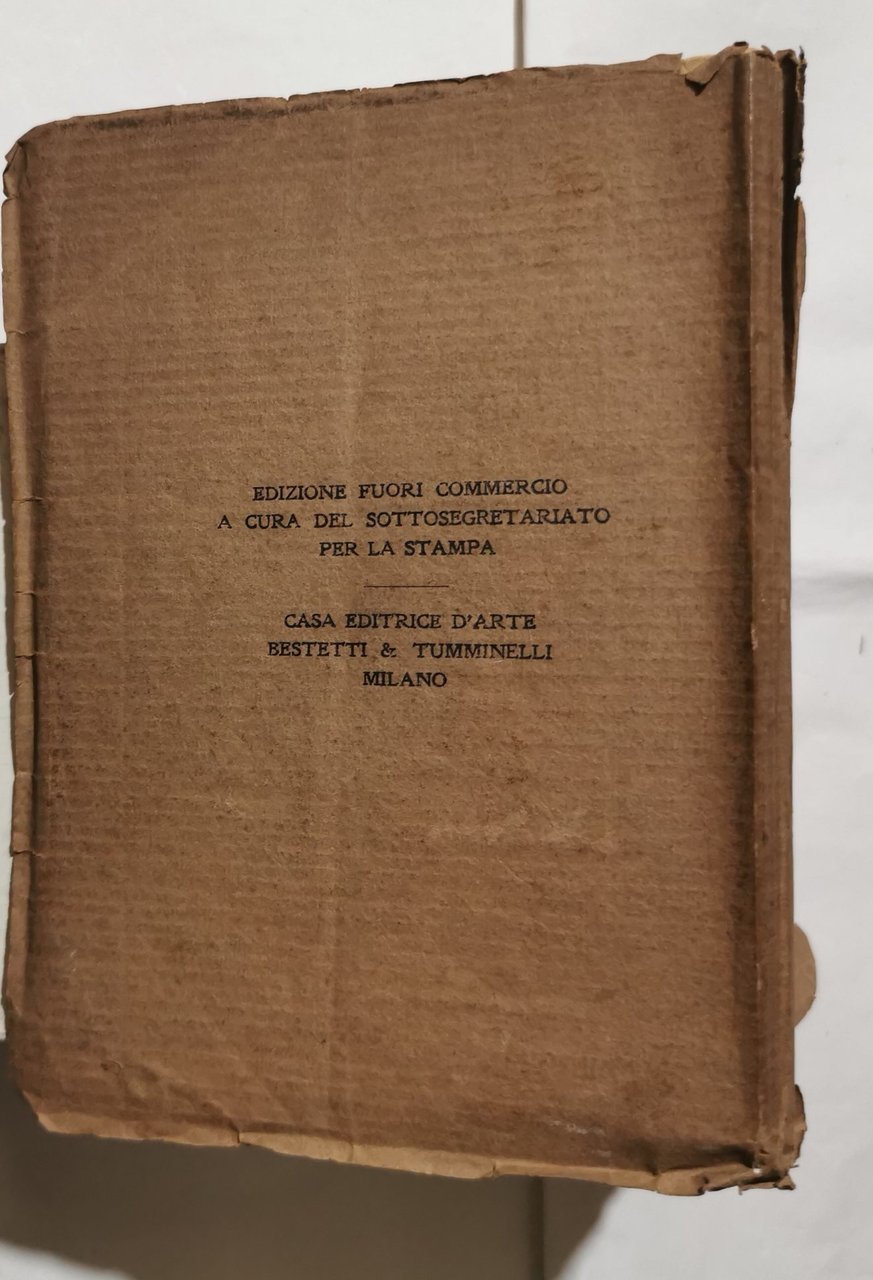 EDIZIONE FUORI COMMERCIO
A CURA DEL SOTTOSEGRETARIATO
PER LA STAMPA
CASA EDITRICE D'ARTE
BESTETTI & TUMMINELLI
MILANO